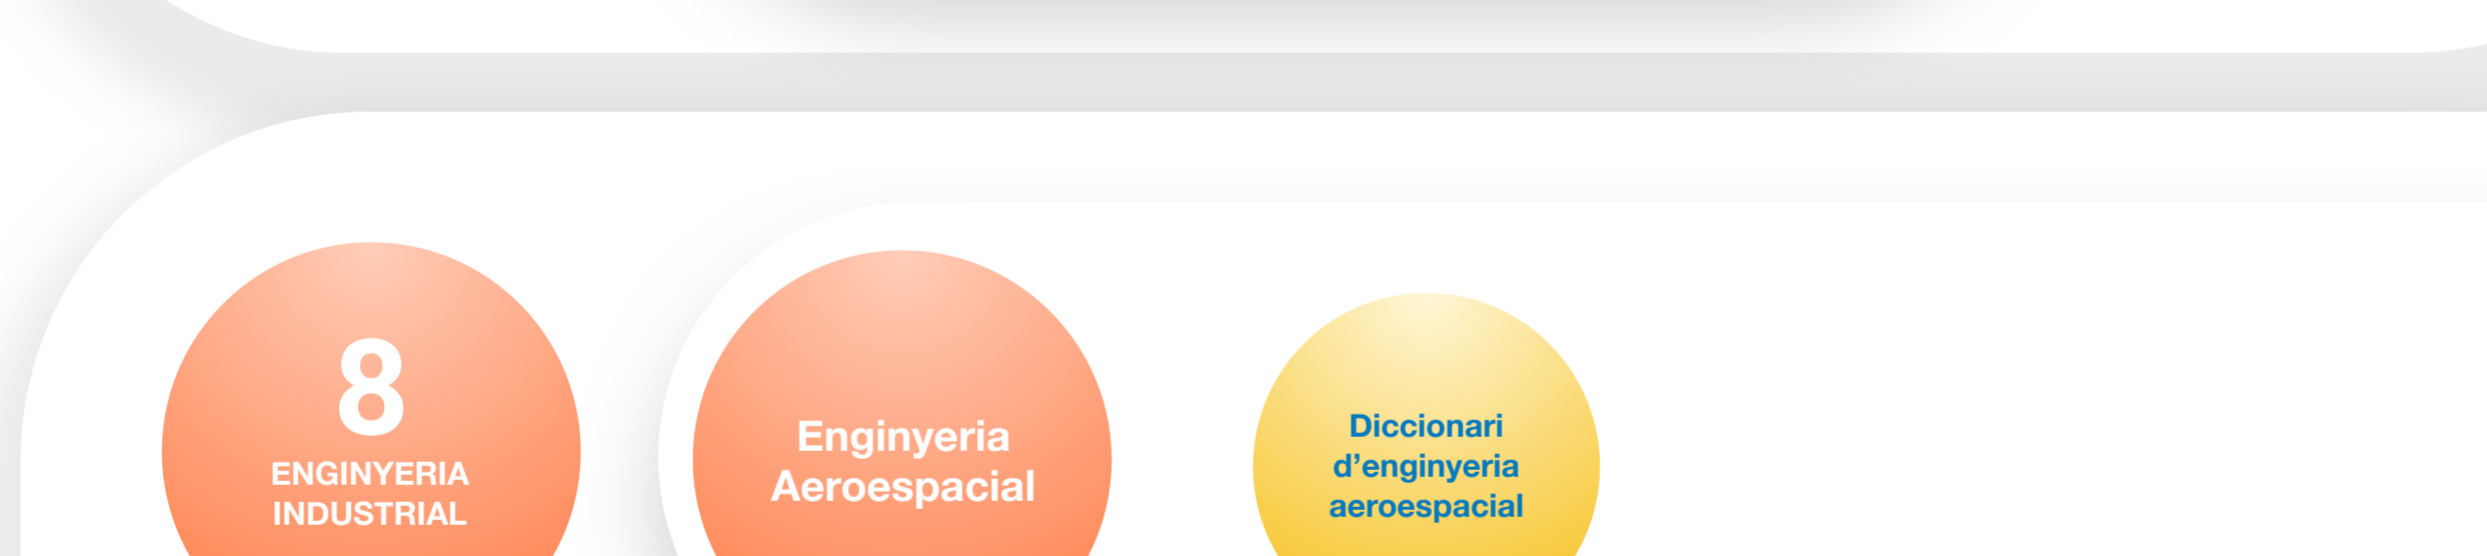 8
ENGINYERIA
INDUSTRIAL
Enginyeria
Aeroespacial
Diccionari
d’enginyeria
aeroespacial